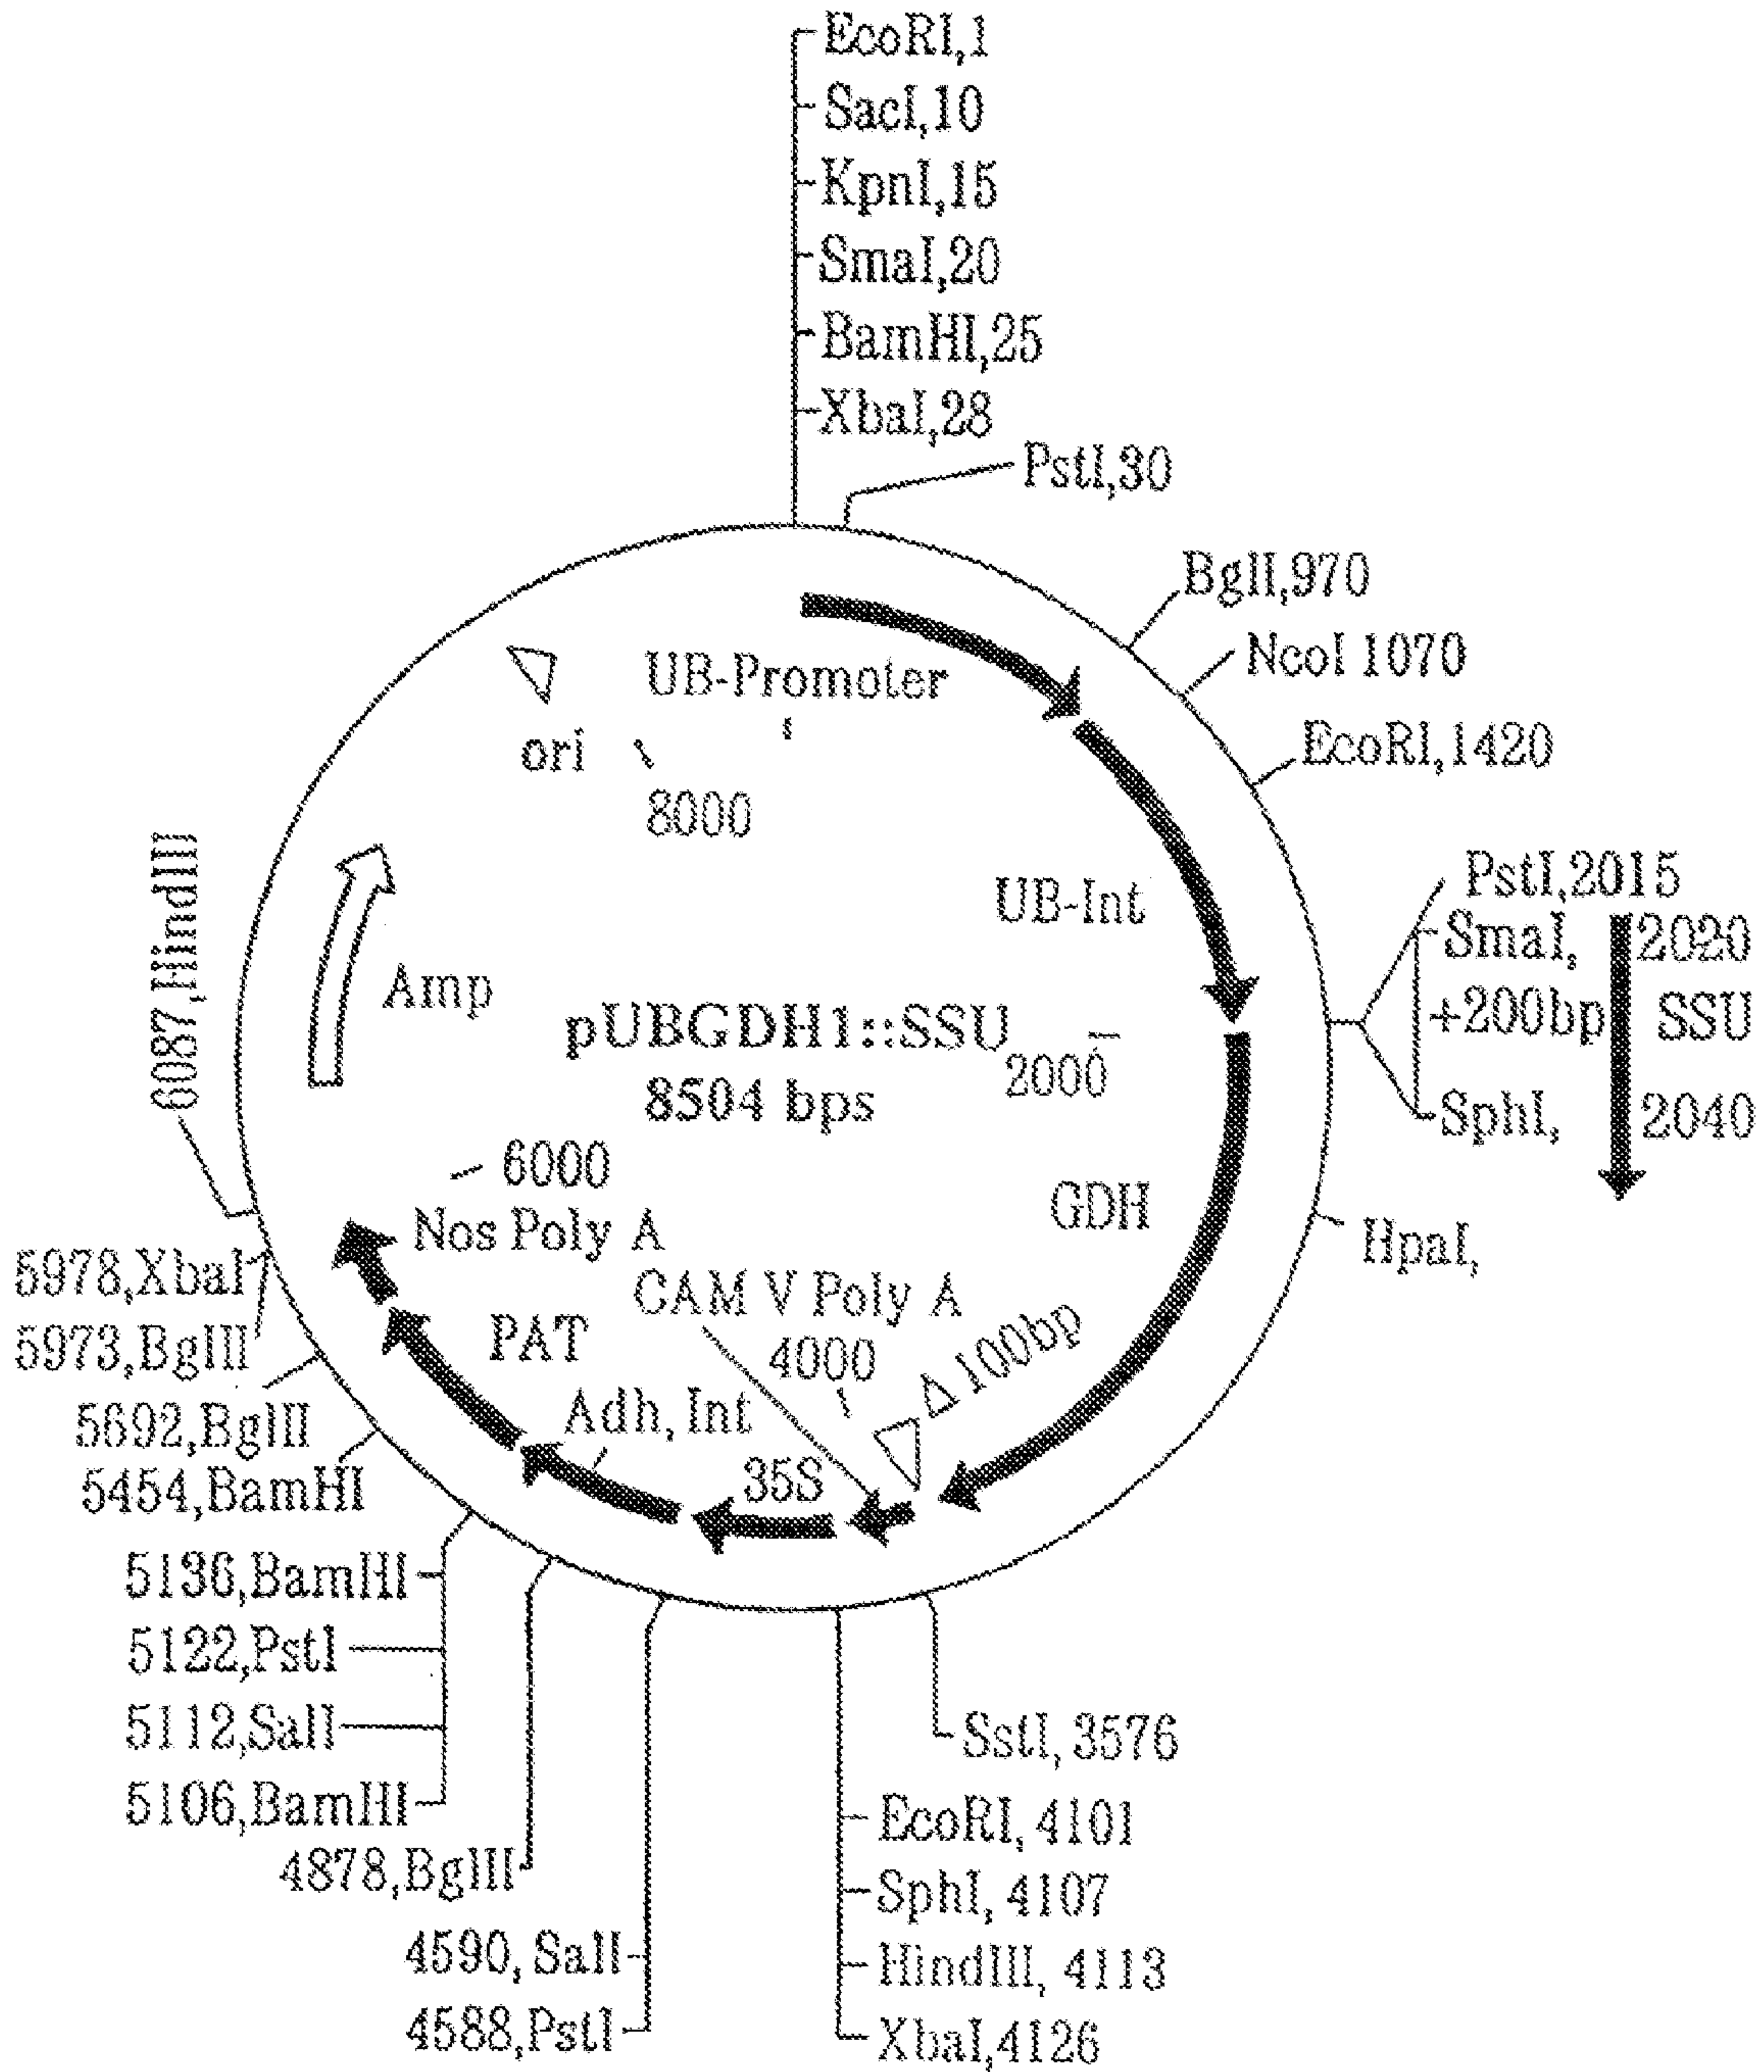 EcoRI,1
SacI,10
KpnI,15
SmaI,20
BamHI,25
XbaI,28
PstI,30
BglI,970
NcoI 1070
EcoRI,1420
PstI,2015
SmaI, 2020
+200bp SSU
SphI, 2040
HpaI,
UB-Promoter
ori
8000
UB-Int
Amp
6087,HindIII
pUBGDH1::SSU
8504 bps
2000
6000
Nos Poly A
GDH
CAM V Poly A
PAT
4000
Δ 100bp
Adh, Int
35S
5978,XbaI
5973,BglII
5692,BglII
5454,BamHI
5136,BamHI
5122,PstI
5112,SalI
5106,BamHI
4878,BglII
4590, SalI
4588,PstI
SstI, 3576
EcoRI, 4101
SphI, 4107
HindIII, 4113
XbaI,4126